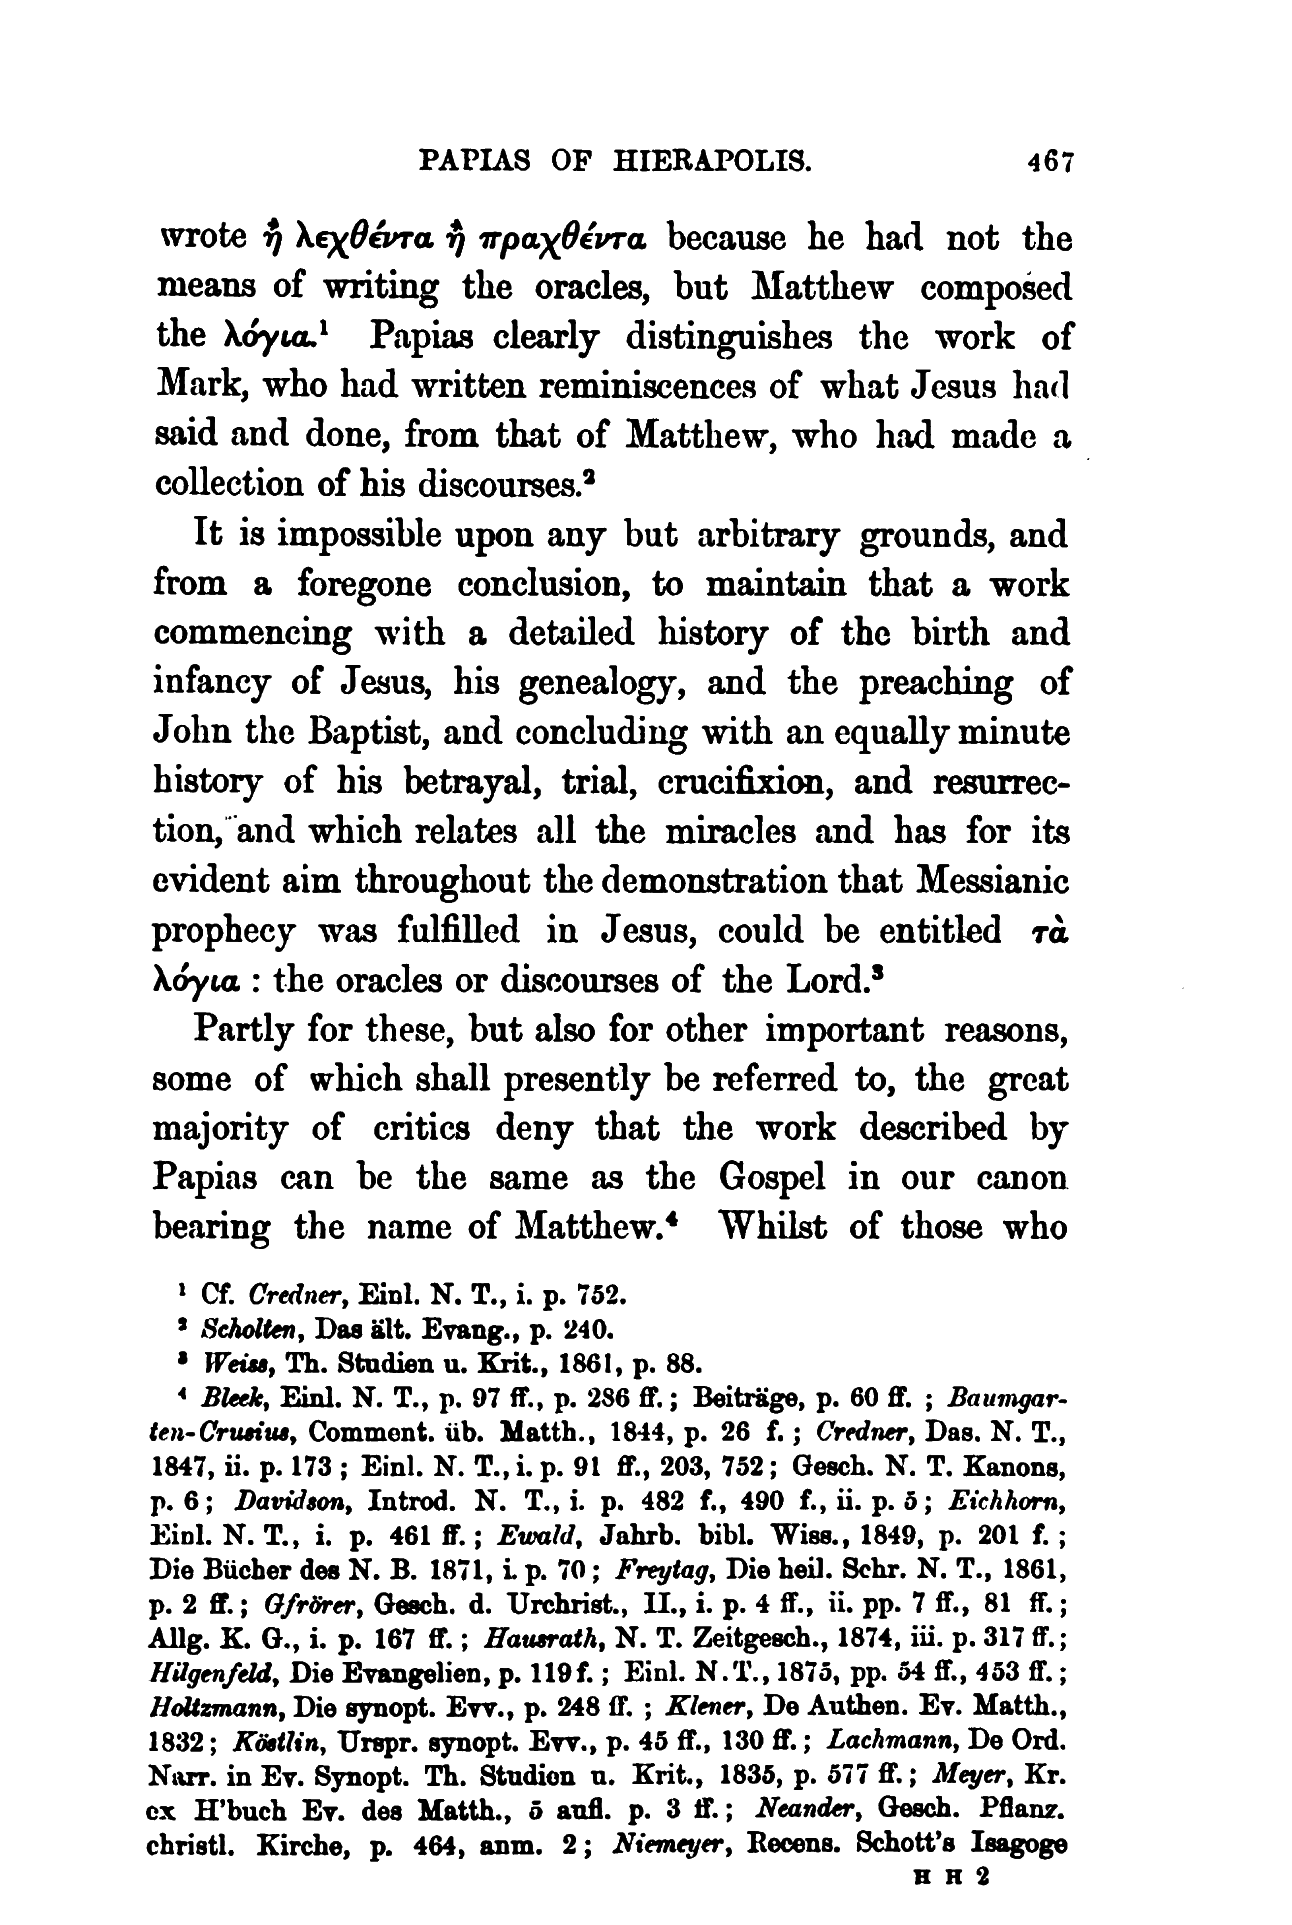 PAPIAS OF HIERAPOLIS. 467
wrote ἢ λεχθέντα ἢ πραχθέντα because he had not the
means of writing the oracles, but Matthew composed
the λόγια.¹ Papias clearly distinguishes the work of
Mark, who had written reminiscences of what Jesus had
said and done, from that of Matthew, who had made a
collection of his discourses.²
It is impossible upon any but arbitrary grounds, and
from a foregone conclusion, to maintain that a work
commencing with a detailed history of the birth and
infancy of Jesus, his genealogy, and the preaching of
John the Baptist, and concluding with an equally minute
history of his betrayal, trial, crucifixion, and resurrec-
tion, and which relates all the miracles and has for its
evident aim throughout the demonstration that Messianic
prophecy was fulfilled in Jesus, could be entitled τὰ
λόγια : the oracles or discourses of the Lord.³
Partly for these, but also for other important reasons,
some of which shall presently be referred to, the great
majority of critics deny that the work described by
Papias can be the same as the Gospel in our canon
bearing the name of Matthew.⁴ Whilst of those who
¹ Cf. Credner, Einl. N. T., i. p. 752.
² Scholten, Das ält. Evang., p. 240.
³ Weiss, Th. Studien u. Krit., 1861, p. 88.
⁴ Bleek, Einl. N. T., p. 97 ff., p. 286 ff. ; Beiträge, p. 60 ff. ; Baumgar-
ten-Crusius, Comment. üb. Matth., 1844, p. 26 f. ; Credner, Das. N. T.,
1847, ii. p. 173 ; Einl. N. T., i. p. 91 ff., 203, 752 ; Gesch. N. T. Kanons,
p. 6 ; Davidson, Introd. N. T., i. p. 482 f., 490 f., ii. p. 5 ; Eichhorn,
Einl. N. T., i. p. 461 ff. ; Ewald, Jahrb. bibl. Wiss., 1849, p. 201 f. ;
Die Bücher des N. B. 1871, i. p. 70 ; Freytag, Die heil. Schr. N. T., 1861,
p. 2 ff. ; Gfrörer, Gesch. d. Urchrist., II., i. p. 4 ff., ii. pp. 7 ff., 81 ff. ;
Allg. K. G., i. p. 167 ff. ; Hausrath, N. T. Zeitgesch., 1874, iii. p. 317 ff. ;
Hilgenfeld, Die Evangelien, p. 119 f. ; Einl. N.T., 1875, pp. 54 ff., 453 ff. ;
Holtzmann, Die synopt. Evv., p. 248 ff. ; Klener, De Authen. Ev. Matth.,
1832 ; Köstlin, Urspr. synopt. Evv., p. 45 ff., 130 ff. ; Lachmann, De Ord.
Narr. in Ev. Synopt. Th. Studien u. Krit., 1835, p. 577 ff. ; Meyer, Kr.
ex H'buch Ev. des Matth., 5 aufl. p. 3 ff. ; Neander, Gesch. Pflanz.
christl. Kirche, p. 464, anm. 2 ; Niemeyer, Recens. Schott's Isagoge
H H 2